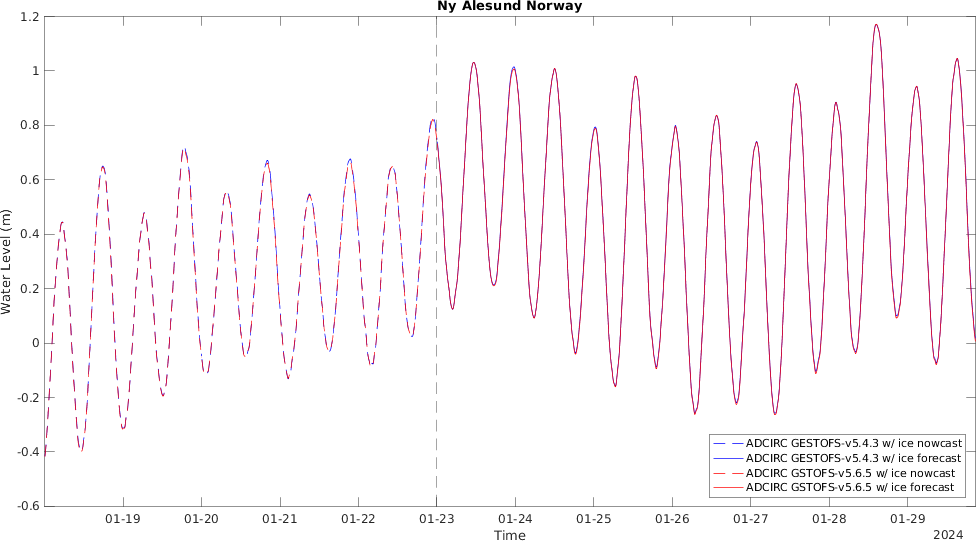 Ny Alesund Norway
1.2
1
0.8
0.6
0.4
0.2
0
-0.2
-0.4
-0.6
Water Level (m)
ADCIRC GESTOFS-v5.4.3 w/ ice nowcast
ADCIRC GESTOFS-v5.4.3 w/ ice forecast
ADCIRC GSTOFS-v5.6.5 w/ ice nowcast
ADCIRC GSTOFS-v5.6.5 w/ ice forecast
01-19 01-20 01-21 01-22 01-23 01-24 01-25 01-26 01-27 01-28 01-29
Time
2024